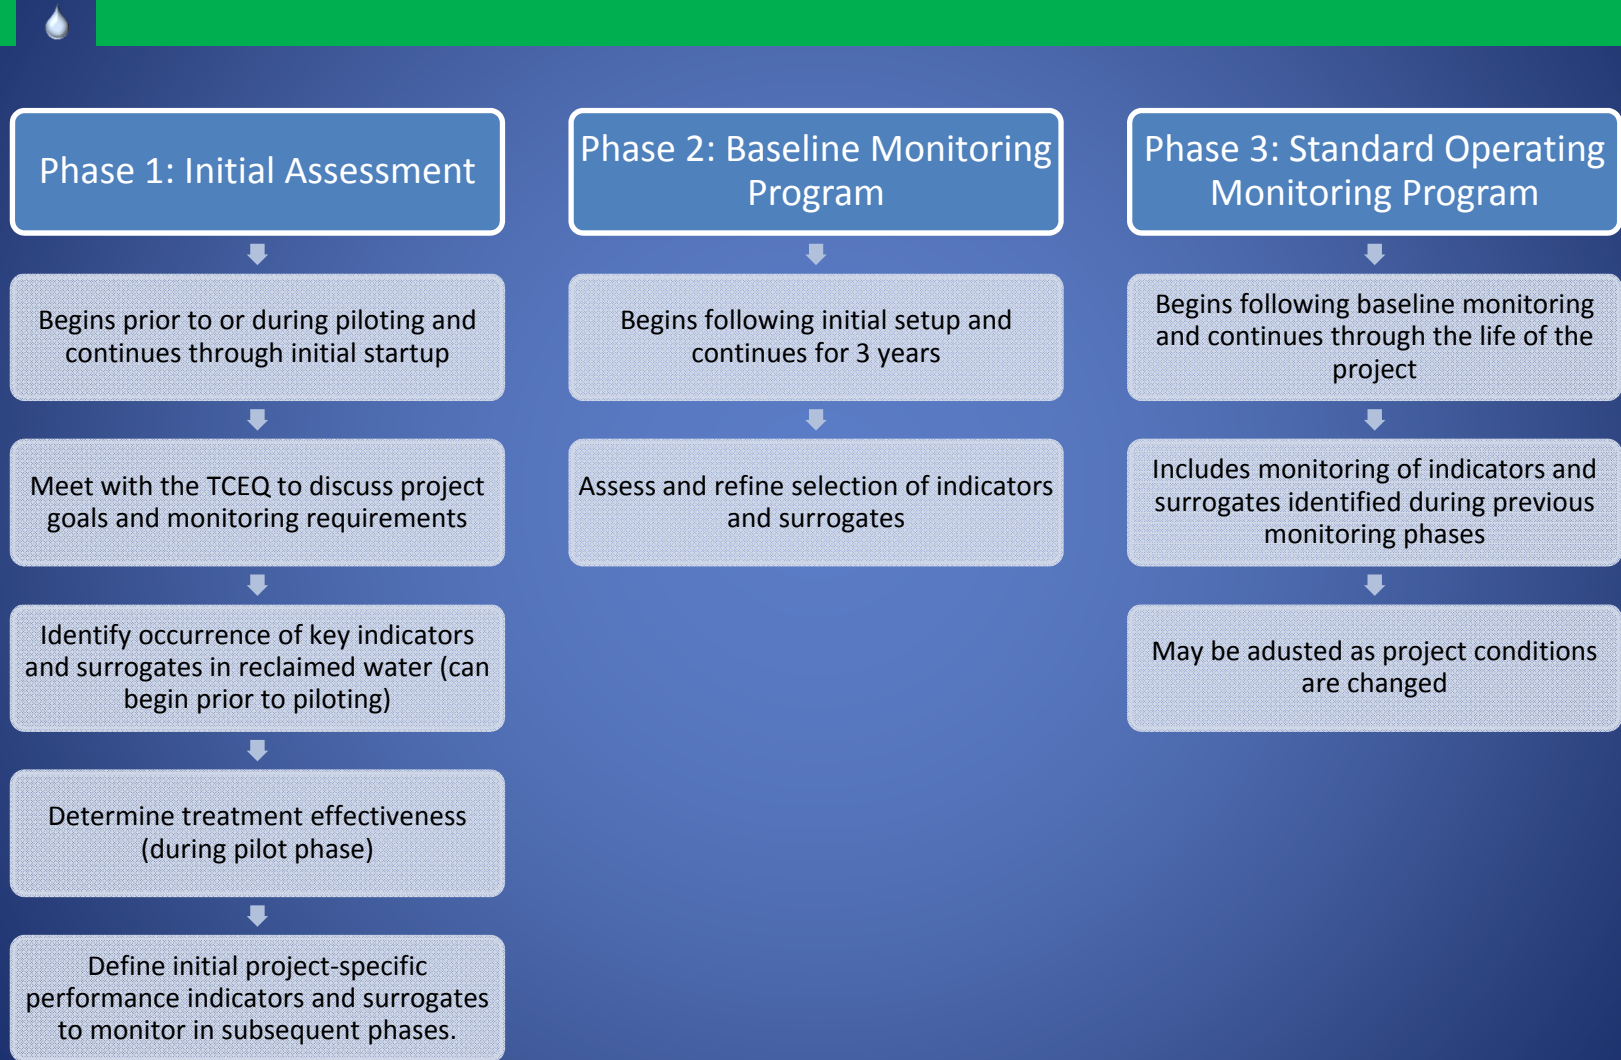 Phase 1: Initial Assessment
Begins prior to or during piloting and
continues through initial startup
Meet with the TCEQ to discuss project
goals and monitoring requirements
Identify occurrence of key indicators
and surrogates in reclaimed water (can
begin prior to piloting)
Determine treatment effectiveness
(during pilot phase)
Define initial project-specific
performance indicators and surrogates
to monitor in subsequent phases.
Phase 2: Baseline Monitoring
Program
Begins following initial setup and
continues for 3 years
Assess and refine selection of indicators
and surrogates
Phase 3: Standard Operating
Monitoring Program
Begins following baseline monitoring
and continues through the life of the
project
Includes monitoring of indicators and
surrogates identified during previous
monitoring phases
May be adusted as project conditions
are changed